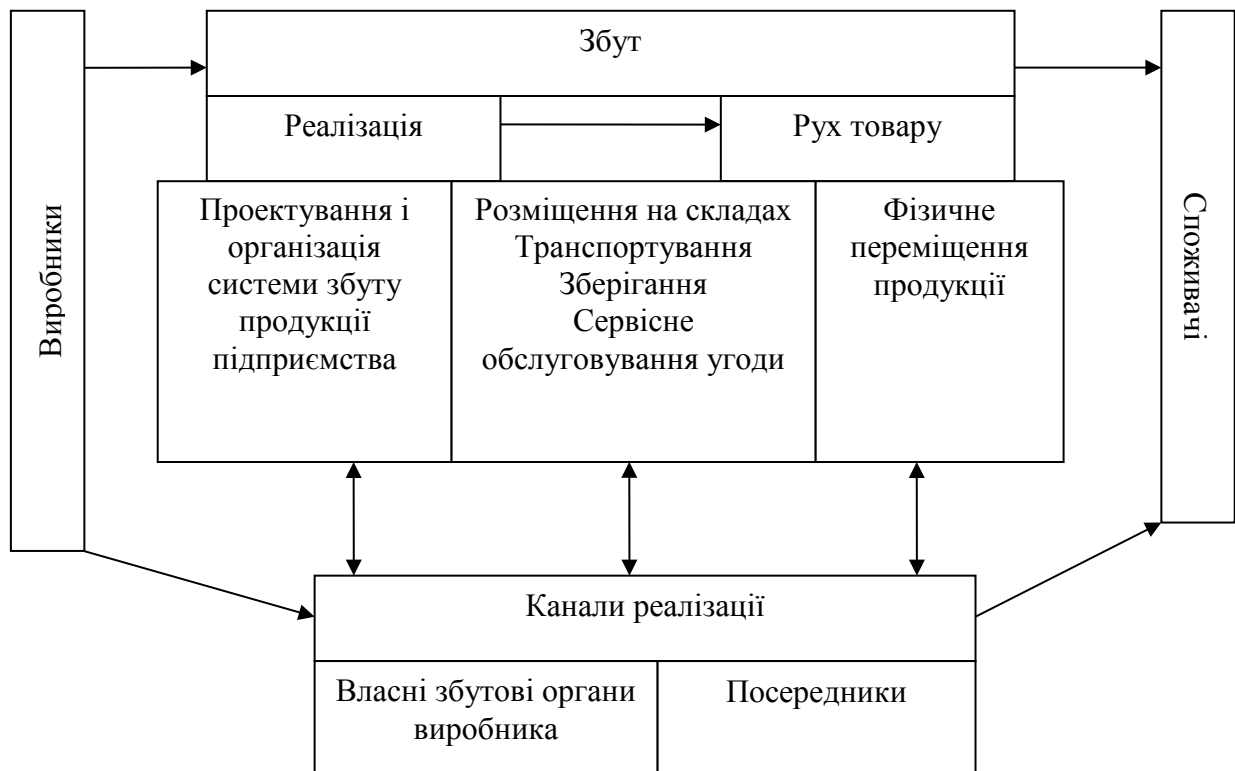 Виробники
Збут
Реалізація
Рух товару
Проектування і
організація
системи збуту
продукції
підприємства
Розміщення на складах
Транспортування
Зберігання
Сервісне
обслуговування угоди
Фізичне
переміщення
продукції
Споживачі
Канали реалізації
Власні збутові органи
виробника
Посередники